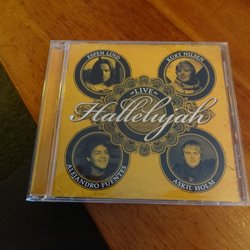 ESPEN LIND
KURT NILSEN
LIVE
Hallelujah
ALEJANDRO FUENTES
ASKIL HOLM